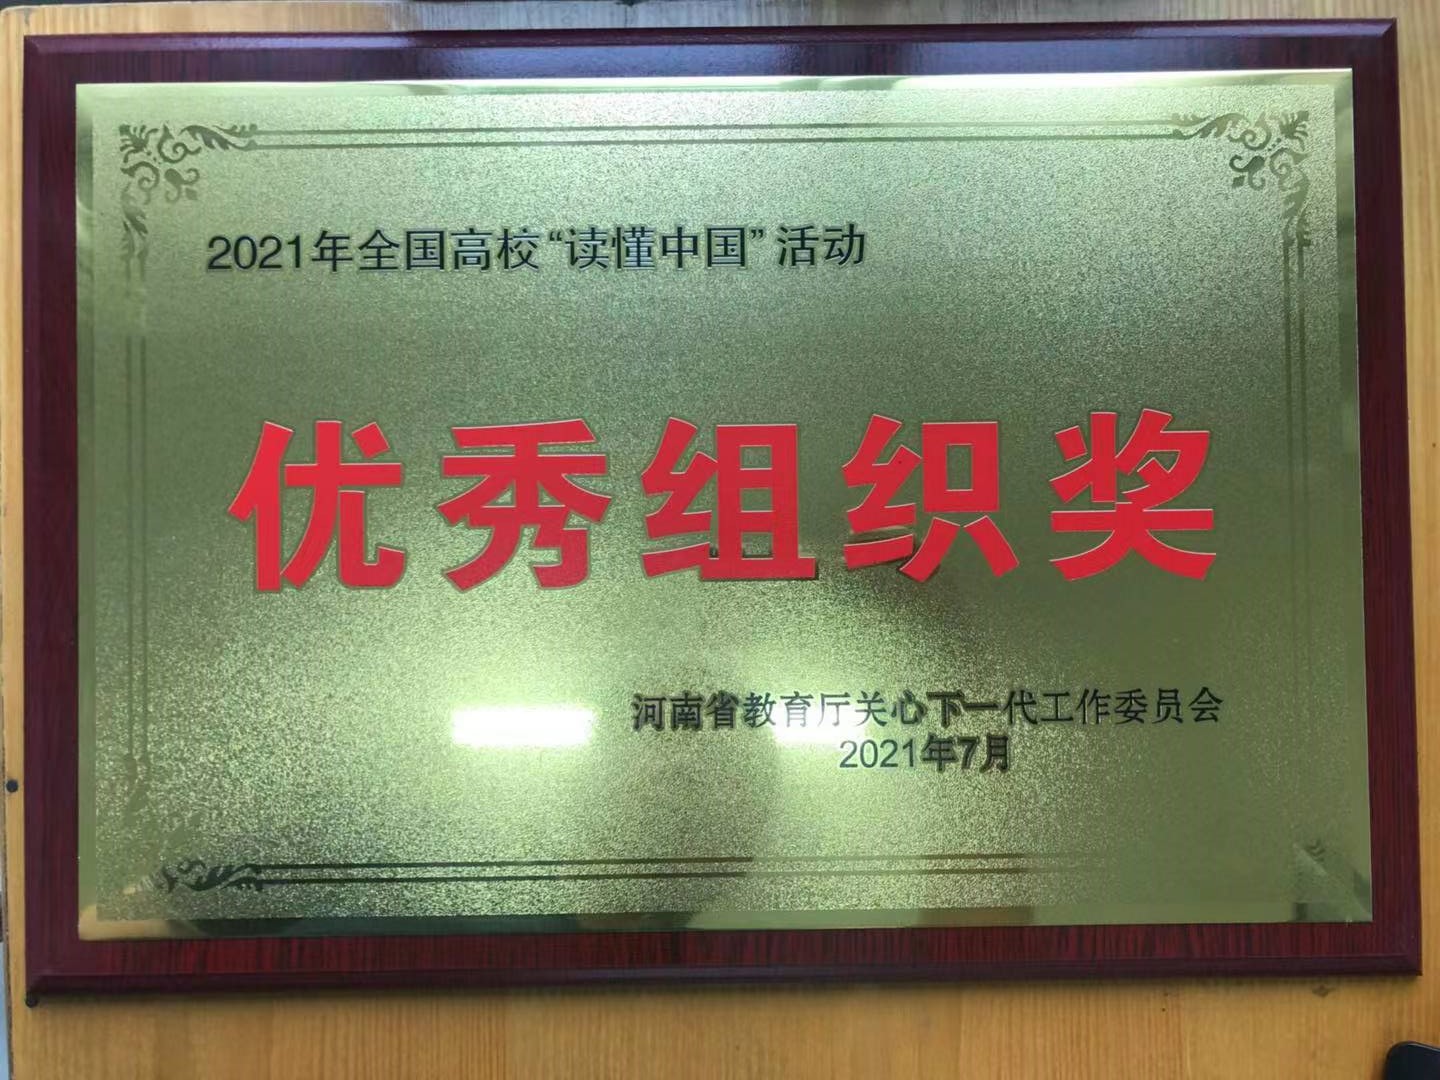 2021年全国高校“读懂中国”活动
优秀组织奖
河南省教育厅关心下一代工作委员会
2021年7月